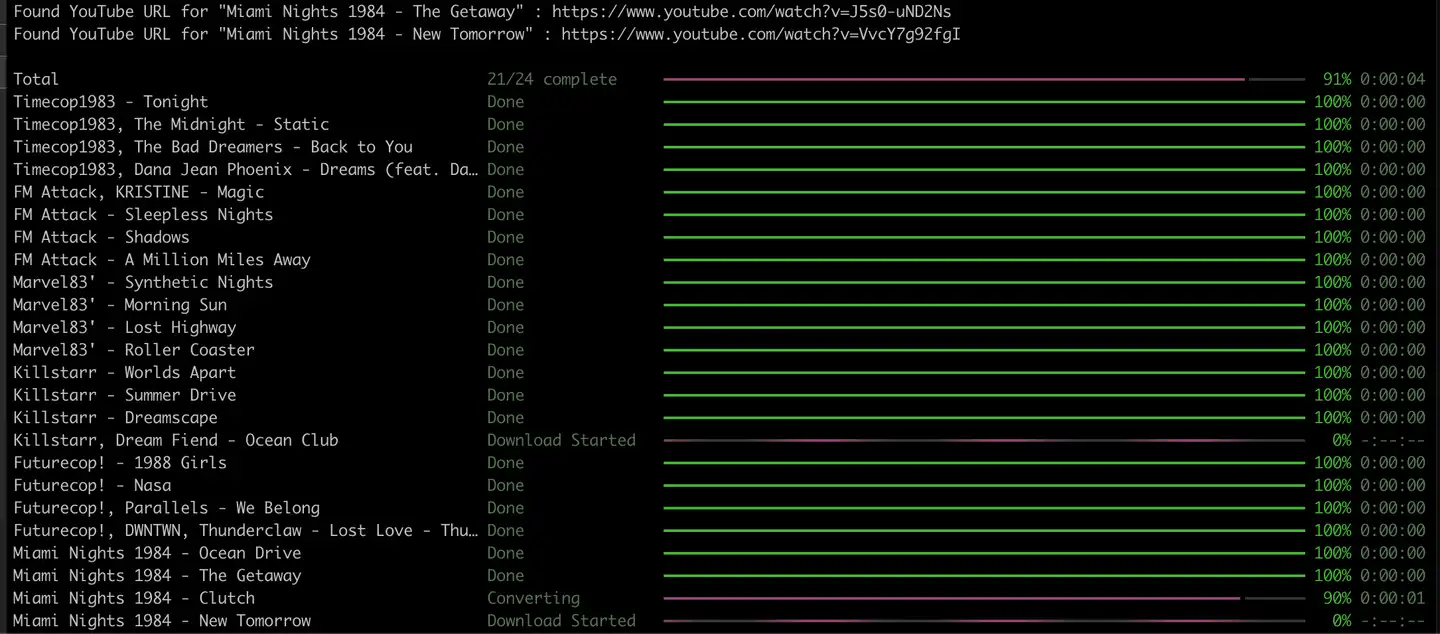 Found YouTube URL for "Miami Nights 1984 - The Getaway" : https://www.youtube.com/watch?v=J5s0-uND2Ns
Found YouTube URL for "Miami Nights 1984 - New Tomorrow" : https://www.youtube.com/watch?v=VvcY7g92fgI
Total 21/24 complete 91% 0:00:04
Timecop1983 - Tonight Done 100% 0:00:00
Timecop1983, The Midnight - Static Done 100% 0:00:00
Timecop1983, The Bad Dreamers - Back to You Done 100% 0:00:00
Timecop1983, Dana Jean Phoenix - Dreams (feat. Da… Done 100% 0:00:00
FM Attack, KRISTINE - Magic Done 100% 0:00:00
FM Attack - Sleepless Nights Done 100% 0:00:00
FM Attack - Shadows Done 100% 0:00:00
FM Attack - A Million Miles Away Done 100% 0:00:00
Marvel83' - Synthetic Nights Done 100% 0:00:00
Marvel83' - Morning Sun Done 100% 0:00:00
Marvel83' - Lost Highway Done 100% 0:00:00
Marvel83' - Roller Coaster Done 100% 0:00:00
Killstarr - Worlds Apart Done 100% 0:00:00
Killstarr - Summer Drive Done 100% 0:00:00
Killstarr - Dreamscape Done 100% 0:00:00
Killstarr, Dream Fiend - Ocean Club Download Started 0% -:--:--
Futurecop! - 1988 Girls Done 100% 0:00:00
Futurecop! - Nasa Done 100% 0:00:00
Futurecop!, Parallels - We Belong Done 100% 0:00:00
Futurecop!, DWNTWN, Thunderclaw - Lost Love - Thu… Done 100% 0:00:00
Miami Nights 1984 - Ocean Drive Done 100% 0:00:00
Miami Nights 1984 - The Getaway Done 100% 0:00:00
Miami Nights 1984 - Clutch Converting 90% 0:00:01
Miami Nights 1984 - New Tomorrow Download Started 0% -:--:--